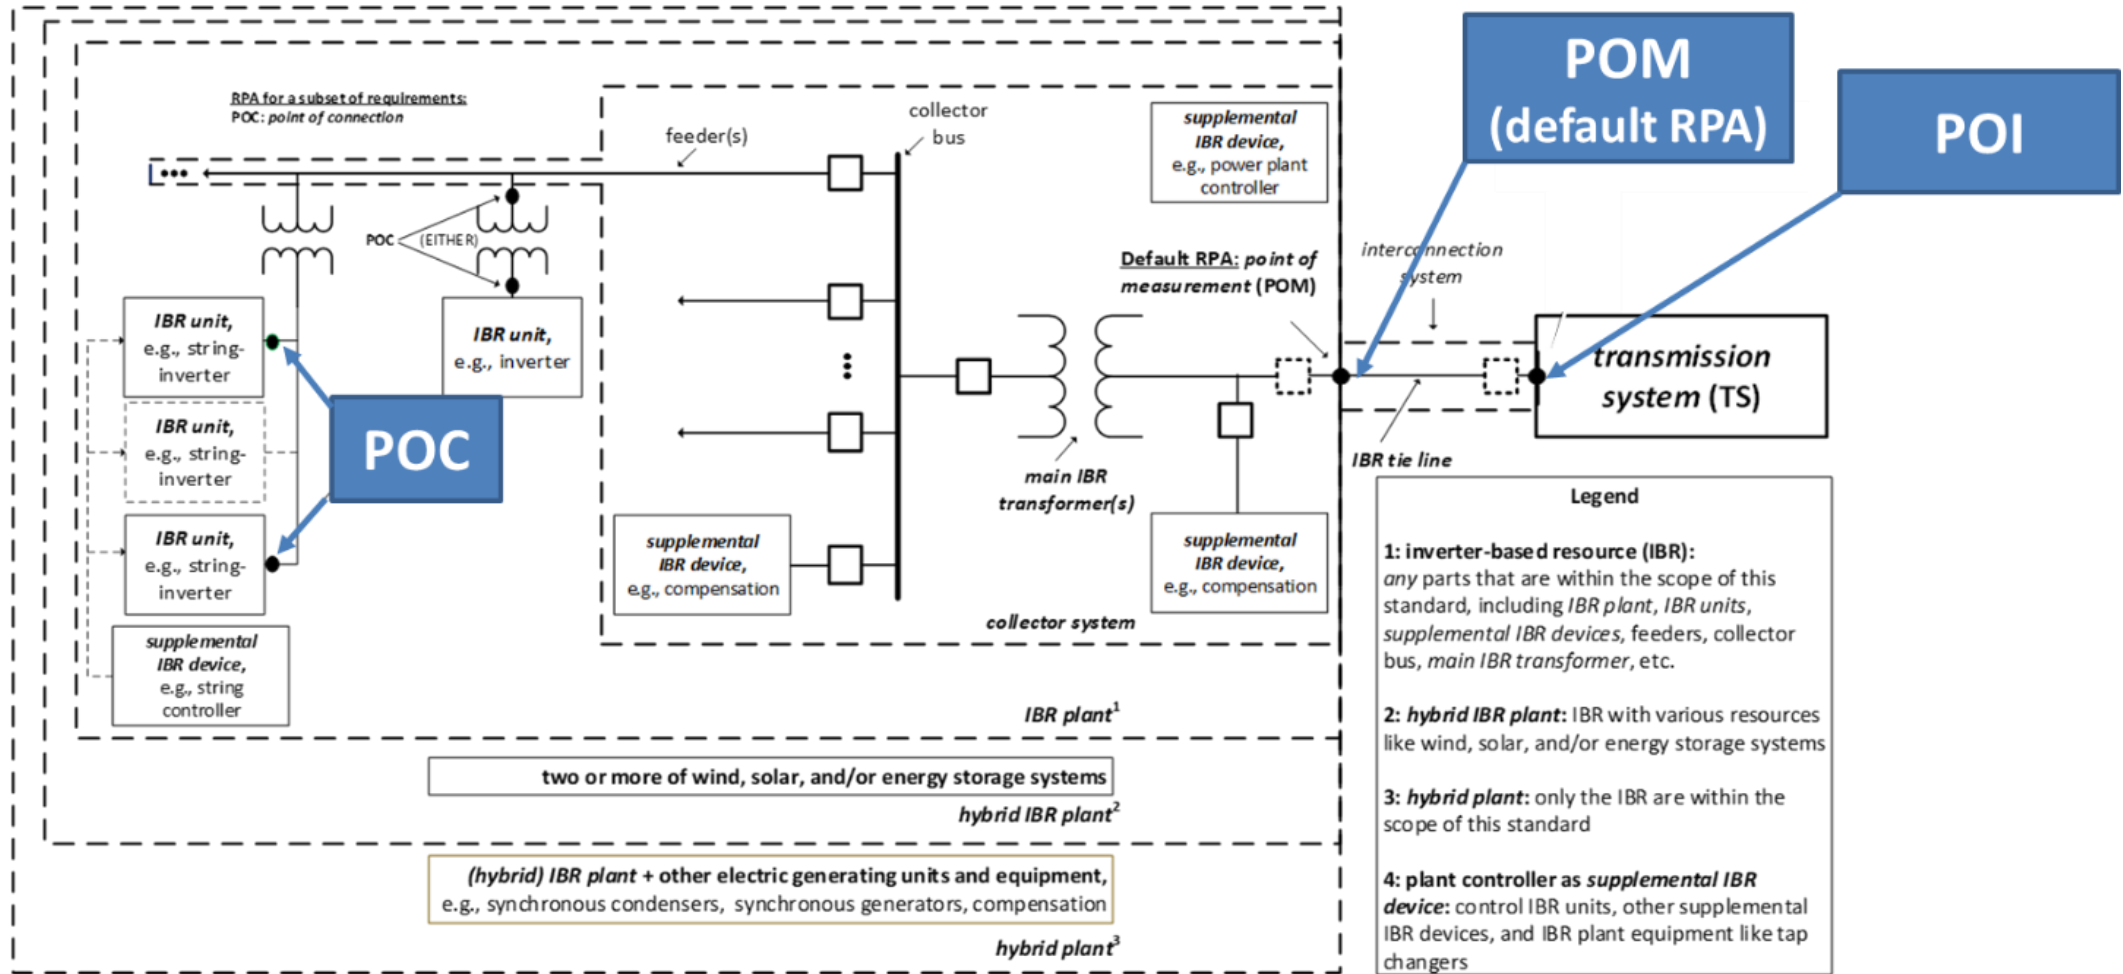 POM
(default RPA)
POI
RPA for a subset of requirements:
POC: point of connection
feeder(s)
collector
bus
supplemental
IBR device,
e.g., power plant
controller
•••
POC
(EITHER)
interconnection
system
Default RPA: point of
measurement (POM)
IBR unit,
e.g., string-
inverter
IBR unit,
e.g., inverter
transmission
system (TS)
IBR unit,
e.g., string-
inverter
POC
IBR tie line
main IBR
transformer(s)
IBR unit,
e.g., string-
inverter
supplemental
IBR device,
e.g., compensation
supplemental
IBR device,
e.g., compensation
collector system
supplemental
IBR device,
e.g., string
controller
IBR plant1
two or more of wind, solar, and/or energy storage systems
hybrid IBR plant2
(hybrid) IBR plant + other electric generating units and equipment,
e.g., synchronous condensers, synchronous generators, compensation
hybrid plant3
Legend
1: inverter-based resource (IBR):
any parts that are within the scope of this
standard, including IBR plant, IBR units,
supplemental IBR devices, feeders, collector
bus, main IBR transformer, etc.
2: hybrid IBR plant: IBR with various resources
like wind, solar, and/or energy storage systems
3: hybrid plant: only the IBR are within the
scope of this standard
4: plant controller as supplemental IBR
device: control IBR units, other supplemental
IBR devices, and IBR plant equipment like tap
changers